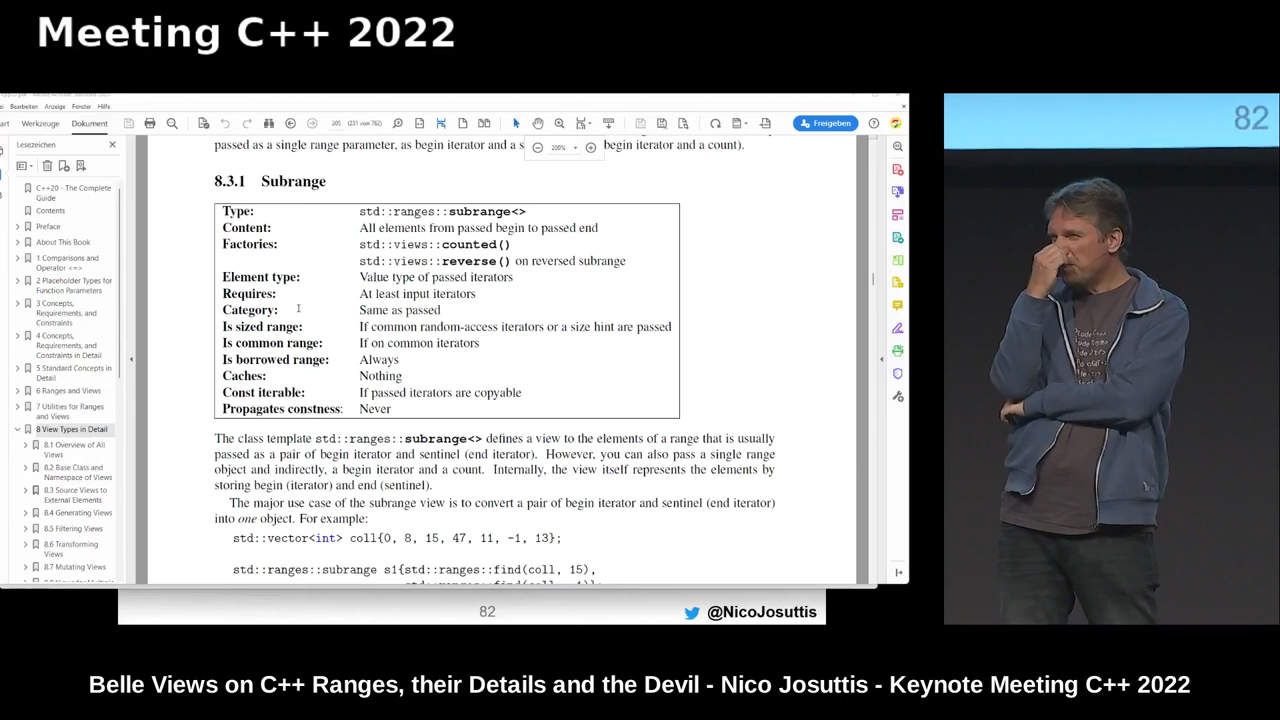 Meeting C++ 2022
Bearbeiten Anzeige Fenster Hilfe
Werkzeuge Dokument
205 (231 von 762)
Freigeben
Lesezeichen
C++20 - The Complete
Guide
Contents
Preface
About This Book
1 Comparisons and
Operator <=>
2 Placeholder Types for
Function Parameters
3 Concepts,
Requirements, and
Constraints
4 Concepts,
Requirements, and
Constraints in Detail
5 Standard Concepts in
Detail
6 Ranges and Views
7 Utilities for Ranges
and Views
8 View Types in Detail
8.1 Overview of All
Views
8.2 Base Class and
Namespace of Views
8.3 Source Views to
External Elements
8.4 Generating Views
8.5 Filtering Views
8.6 Transforming
Views
8.7 Mutating Views
passed as a single range parameter, as begin iterator and a s
begin iterator and a count).
200%
8.3.1 Subrange
Type: std::ranges::subrange<>
Content: All elements from passed begin to passed end
Factories: std::views::counted()
std::views::reverse() on reversed subrange
Element type: Value type of passed iterators
Requires: At least input iterators
Category: Same as passed
Is sized range: If common random-access iterators or a size hint are passed
Is common range: If on common iterators
Is borrowed range: Always
Caches: Nothing
Const iterable: If passed iterators are copyable
Propagates constness: Never
The class template std::ranges::subrange<> defines a view to the elements of a range that is usually
passed as a pair of begin iterator and sentinel (end iterator). However, you can also pass a single range
object and indirectly, a begin iterator and a count. Internally, the view itself represents the elements by
storing begin (iterator) and end (sentinel).
The major use case of the subrange view is to convert a pair of begin iterator and sentinel (end iterator)
into one object. For example:
std::vector<int> coll{0, 8, 15, 47, 11, -1, 13};
std::ranges::subrange s1{std::ranges::find(coll, 15),
82
@NicoJosuttis
82
Belle Views on C++ Ranges, their Details and the Devil - Nico Josuttis - Keynote Meeting C++ 2022